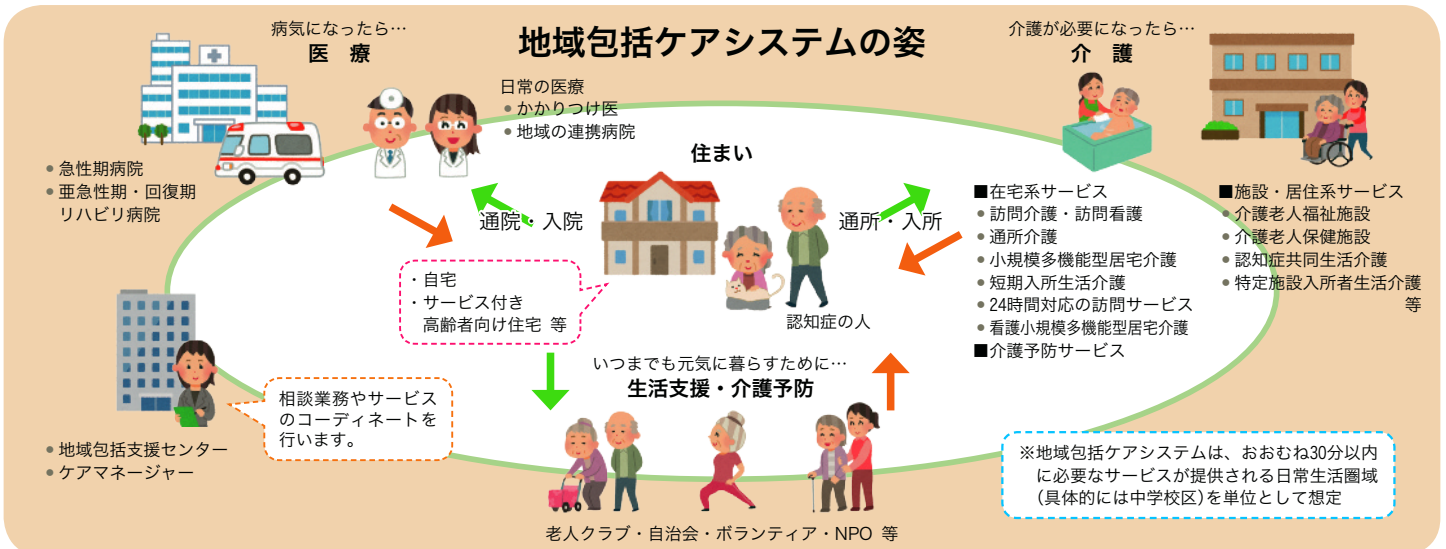 地域包括ケアシステムの姿
病気になったら…
医 療
日常の医療
● かかりつけ医
● 地域の連携病院
● 急性期病院
● 亜急性期・回復期
リハビリ病院
介護が必要になったら…
介 護
住まい
通院・入院
通所・入所
・自宅
・サービス付き
高齢者向け住宅 等
認知症の人
■在宅系サービス
● 訪問介護・訪問看護
● 通所介護
● 小規模多機能型居宅介護
● 短期入所生活介護
● 24時間対応の訪問サービス
● 看護小規模多機能型居宅介護
■介護予防サービス
■施設・居住系サービス
● 介護老人福祉施設
● 介護老人保健施設
● 認知症共同生活介護
● 特定施設入所者生活介護
等
いつまでも元気に暮らすために…
生活支援・介護予防
相談業務やサービス
のコーディネートを
行います。
● 地域包括支援センター
● ケアマネージャー
老人クラブ・自治会・ボランティア・NPO 等
※地域包括ケアシステムは、おおむね30分以内
に必要なサービスが提供される日常生活圏域
（具体的には中学校区）を単位として想定